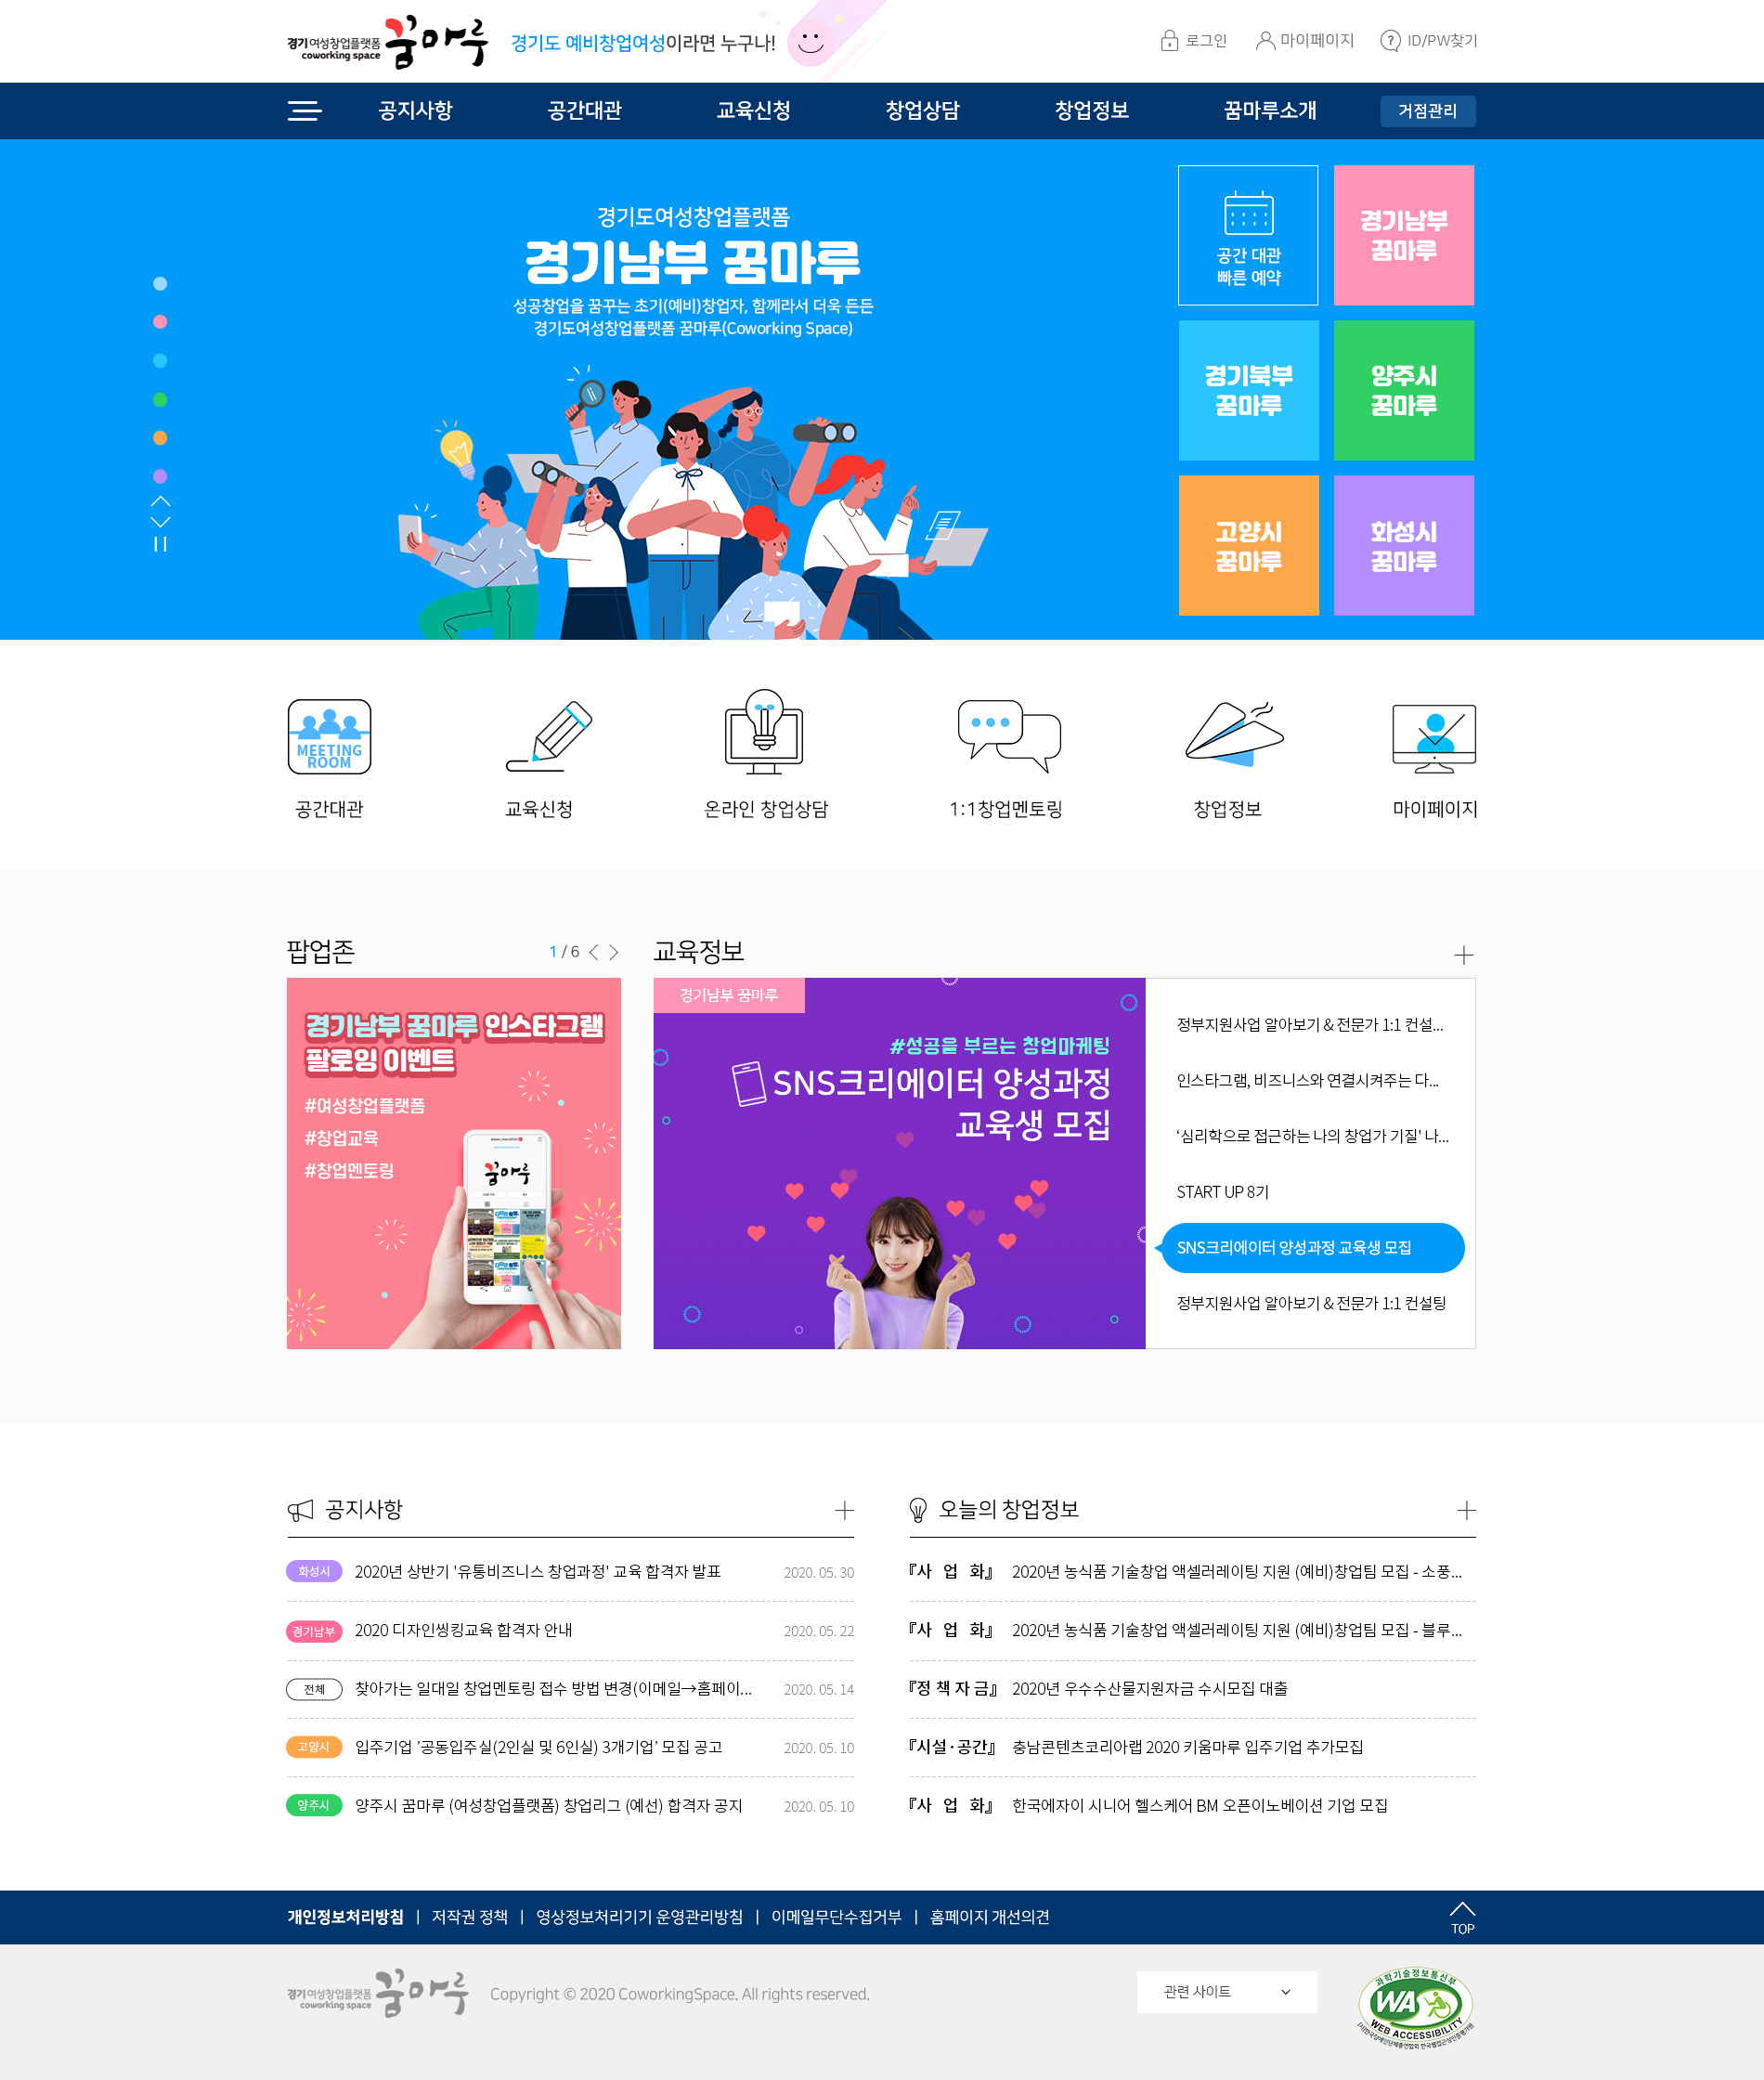 경기여성창업플랫폼 꿈마루
coworking space
경기도 예비창업여성이라면 누구나!
로그인
마이페이지
ID/PW찾기
공지사항
공간대관
교육신청
창업상담
창업정보
꿈마루소개
거점관리
경기도여성창업플랫폼
경기남부 꿈마루
성공창업을 꿈꾸는 초기(예비)창업자, 함께라서 더욱 든든
경기도여성창업플랫폼 꿈마루(Coworking Space)
공간 대관
빠른 예약
경기남부
꿈마루
경기북부
꿈마루
양주시
꿈마루
고양시
꿈마루
화성시
꿈마루
MEETING
ROOM
공간대관
교육신청
온라인 창업상담
1:1창업멘토링
창업정보
마이페이지
팝업존
1 / 6
경기남부 꿈마루 인스타그램
팔로잉 이벤트
#여성창업플랫폼
#창업교육
#창업멘토링
꿈마루
교육정보
경기남부 꿈마루
#성공을 부르는 창업마케팅
SNS크리에이터 양성과정
교육생 모집
정부지원사업 알아보기 & 전문가 1:1 컨설...
인스타그램, 비즈니스와 연결시켜주는 다...
‘심리학으로 접근하는 나의 창업가 기질' 나...
START UP 8기
SNS크리에이터 양성과정 교육생 모집
정부지원사업 알아보기 & 전문가 1:1 컨설팅
공지사항
화성시 2020년 상반기 '유통비즈니스 창업과정' 교육 합격자 발표 2020. 05. 30
경기남부 2020 디자인씽킹교육 합격자 안내 2020. 05. 22
전체 찾아가는 일대일 창업멘토링 접수 방법 변경(이메일→홈페이... 2020. 05. 14
고양시 입주기업 ’공동입주실(2인실 및 6인실) 3개기업’ 모집 공고 2020. 05. 10
양주시 양주시 꿈마루 (여성창업플랫폼) 창업리그 (예선) 합격자 공지 2020. 05. 10
오늘의 창업정보
『사 업 화』 2020년 농식품 기술창업 액셀러레이팅 지원 (예비)창업팀 모집 - 소풍...
『사 업 화』 2020년 농식품 기술창업 액셀러레이팅 지원 (예비)창업팀 모집 - 블루...
『정 책 자 금』 2020년 우수수산물지원자금 수시모집 대출
『시설·공간』 충남콘텐츠코리아랩 2020 키움마루 입주기업 추가모집
『사 업 화』 한국에자이 시니어 헬스케어 BM 오픈이노베이션 기업 모집
개인정보처리방침 | 저작권 정책 | 영상정보처리기기 운영관리방침 | 이메일무단수집거부 | 홈페이지 개선의견
TOP
경기여성창업플랫폼 꿈마루
coworking space
Copyright © 2020 CoworkingSpace. All rights reserved.
관련 사이트
과학기술정보통신부
WA
WEB ACCESSIBILITY